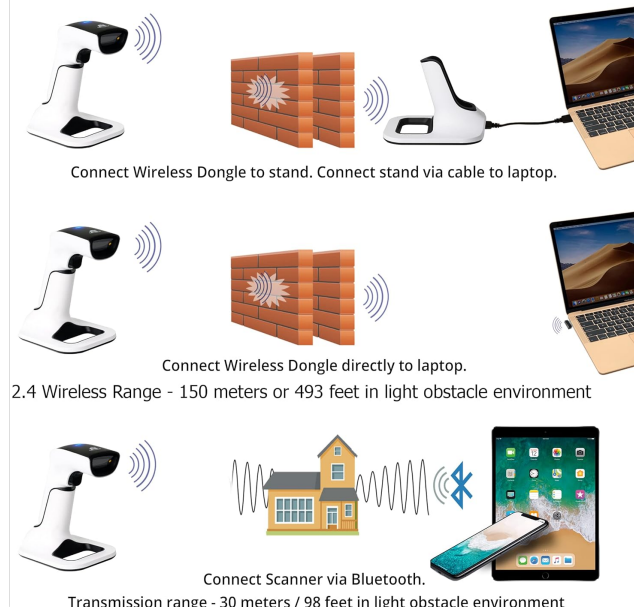 Connect Wireless Dongle to stand. Connect stand via cable to laptop.
Connect Wireless Dongle directly to laptop.
2.4 Wireless Range - 150 meters or 493 feet in light obstacle environment
Connect Scanner via Bluetooth.
Transmission range - 30 meters / 98 feet in light obstacle environment